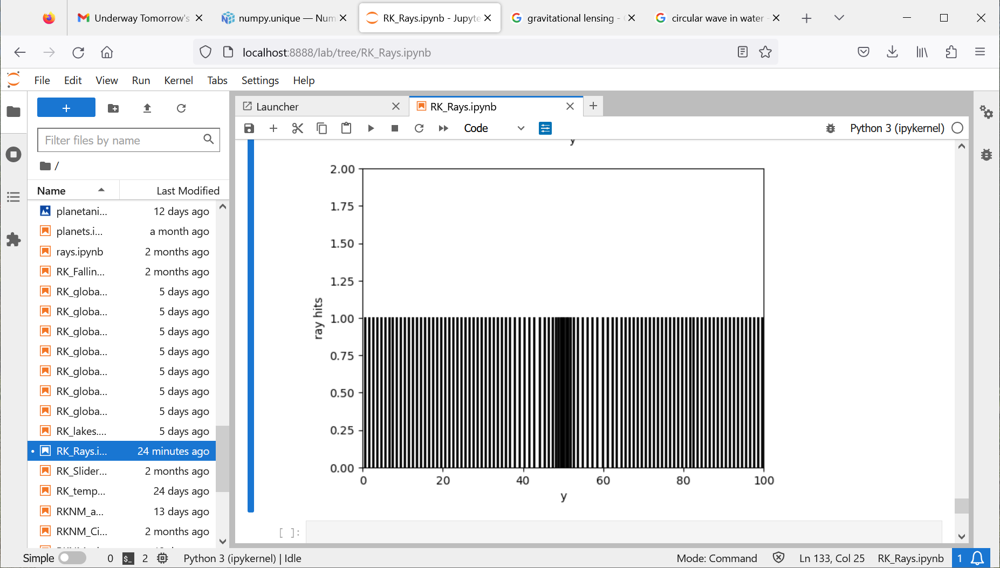 Underway Tomorrow's
numpy.unique — Num
RK_Rays.ipynb - Jupyte
gravitational lensing -
circular wave in water -
localhost:8888/lab/tree/RK_Rays.ipynb
File Edit View Run Kernel Tabs Settings Help
+
Launcher
RK_Rays.ipynb
Filter files by name
Code
Python 3 (ipykernel)
/
Name Last Modified
planetani... 12 days ago
planets.i... a month ago
rays.ipynb 2 months ago
RK_Fallin... 2 months ago
RK_globa... 5 days ago
RK_globa... 5 days ago
RK_globa... 5 days ago
RK_globa... 5 days ago
RK_globa... 5 days ago
RK_globa... 5 days ago
RK_globa... 5 days ago
RK_lakes.... 5 days ago
RK_Rays.i... 24 minutes ago
RK_Slider... 2 months ago
RK_temp... 24 days ago
RKNM_a... 13 days ago
RKNM_Ci... 2 months ago
y
2.00
1.75
1.50
1.25
1.00
0.75
0.50
0.25
0.00
ray hits
0 20 40 60 80 100
y
[ ]:
Simple 0 $_ 2 Python 3 (ipykernel) | Idle
Mode: Command Ln 133, Col 25 RK_Rays.ipynb 1